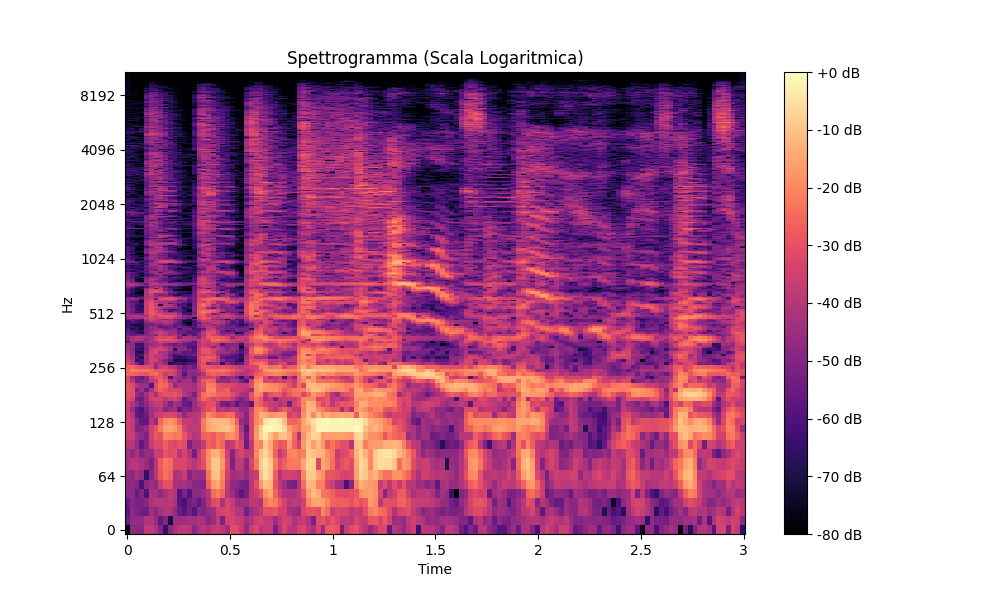 Spettrogramma (Scala Logaritmica)
8192
4096
2048
1024
512
256
128
64
0
Hz
0
0.5
1
1.5
2
2.5
3
Time
+0 dB
-10 dB
-20 dB
-30 dB
-40 dB
-50 dB
-60 dB
-70 dB
-80 dB